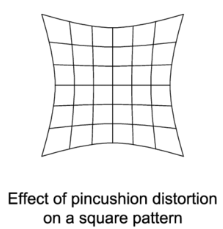 Effect of pincushion distortion
on a square pattern